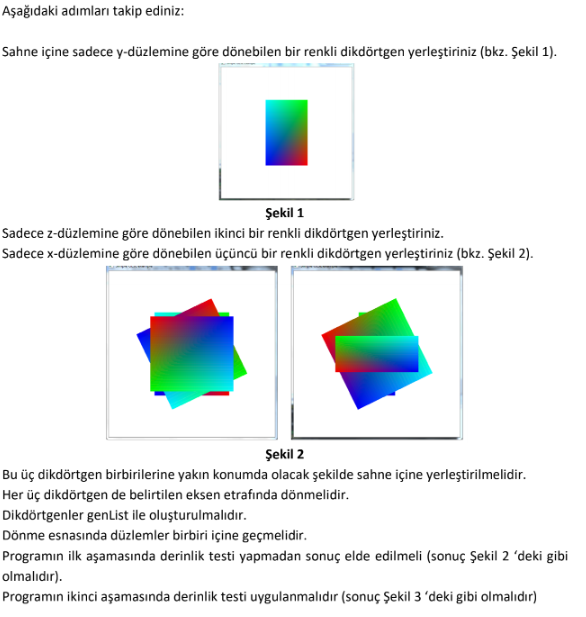 Aşağıdaki adımları takip ediniz:
Sahne içine sadece y-düzlemine göre dönebilen bir renkli dikdörtgen yerleştiriniz (bkz. Şekil 1).
Şekil 1
Sadece z-düzlemine göre dönebilen ikinci bir renkli dikdörtgen yerleştiriniz.
Sadece x-düzlemine göre dönebilen üçüncü bir renkli dikdörtgen yerleştiriniz (bkz. Şekil 2).
Şekil 2
Bu üç dikdörtgen birbirilerine yakın konumda olacak şekilde sahne içine yerleştirilmelidir.
Her üç dikdörtgen de belirtilen eksen etrafında dönmelidir.
Dikdörtgenler genList ile oluşturulmalıdır.
Dönme esnasında düzlemler birbiri içine geçmelidir.
Programın ilk aşamasında derinlik testi yapmadan sonuç elde edilmeli (sonuç Şekil 2 ‘deki gibi
olmalıdır).
Programın ikinci aşamasında derinlik testi uygulanmalıdır (sonuç Şekil 3 ‘deki gibi olmalıdır)